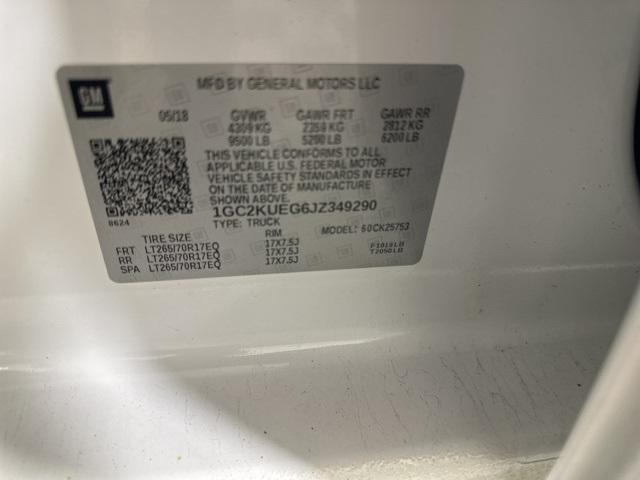 GM
MFD BY GENERAL MOTORS LLC
05/18 GVWR GAWR FRT GAWR RR
4309 KG 2359 KG 2812 KG
9500 LB 5200 LB 6200 LB
THIS VEHICLE CONFORMS TO ALL
APPLICABLE U.S. FEDERAL MOTOR
VEHICLE SAFETY STANDARDS IN EFFECT
ON THE DATE OF MANUFACTURE
SHOWN ABOVE.
1GC2KUEG6JZ349290
8624
TYPE: TRUCK MODEL: 60CK25753
TIRE SIZE RIM
FRT LT265/70R17EQ 17X7.5J F1918LB
RR LT265/70R17EQ 17X7.5J T2050LB
SPA LT265/70R17EQ 17X7.5J